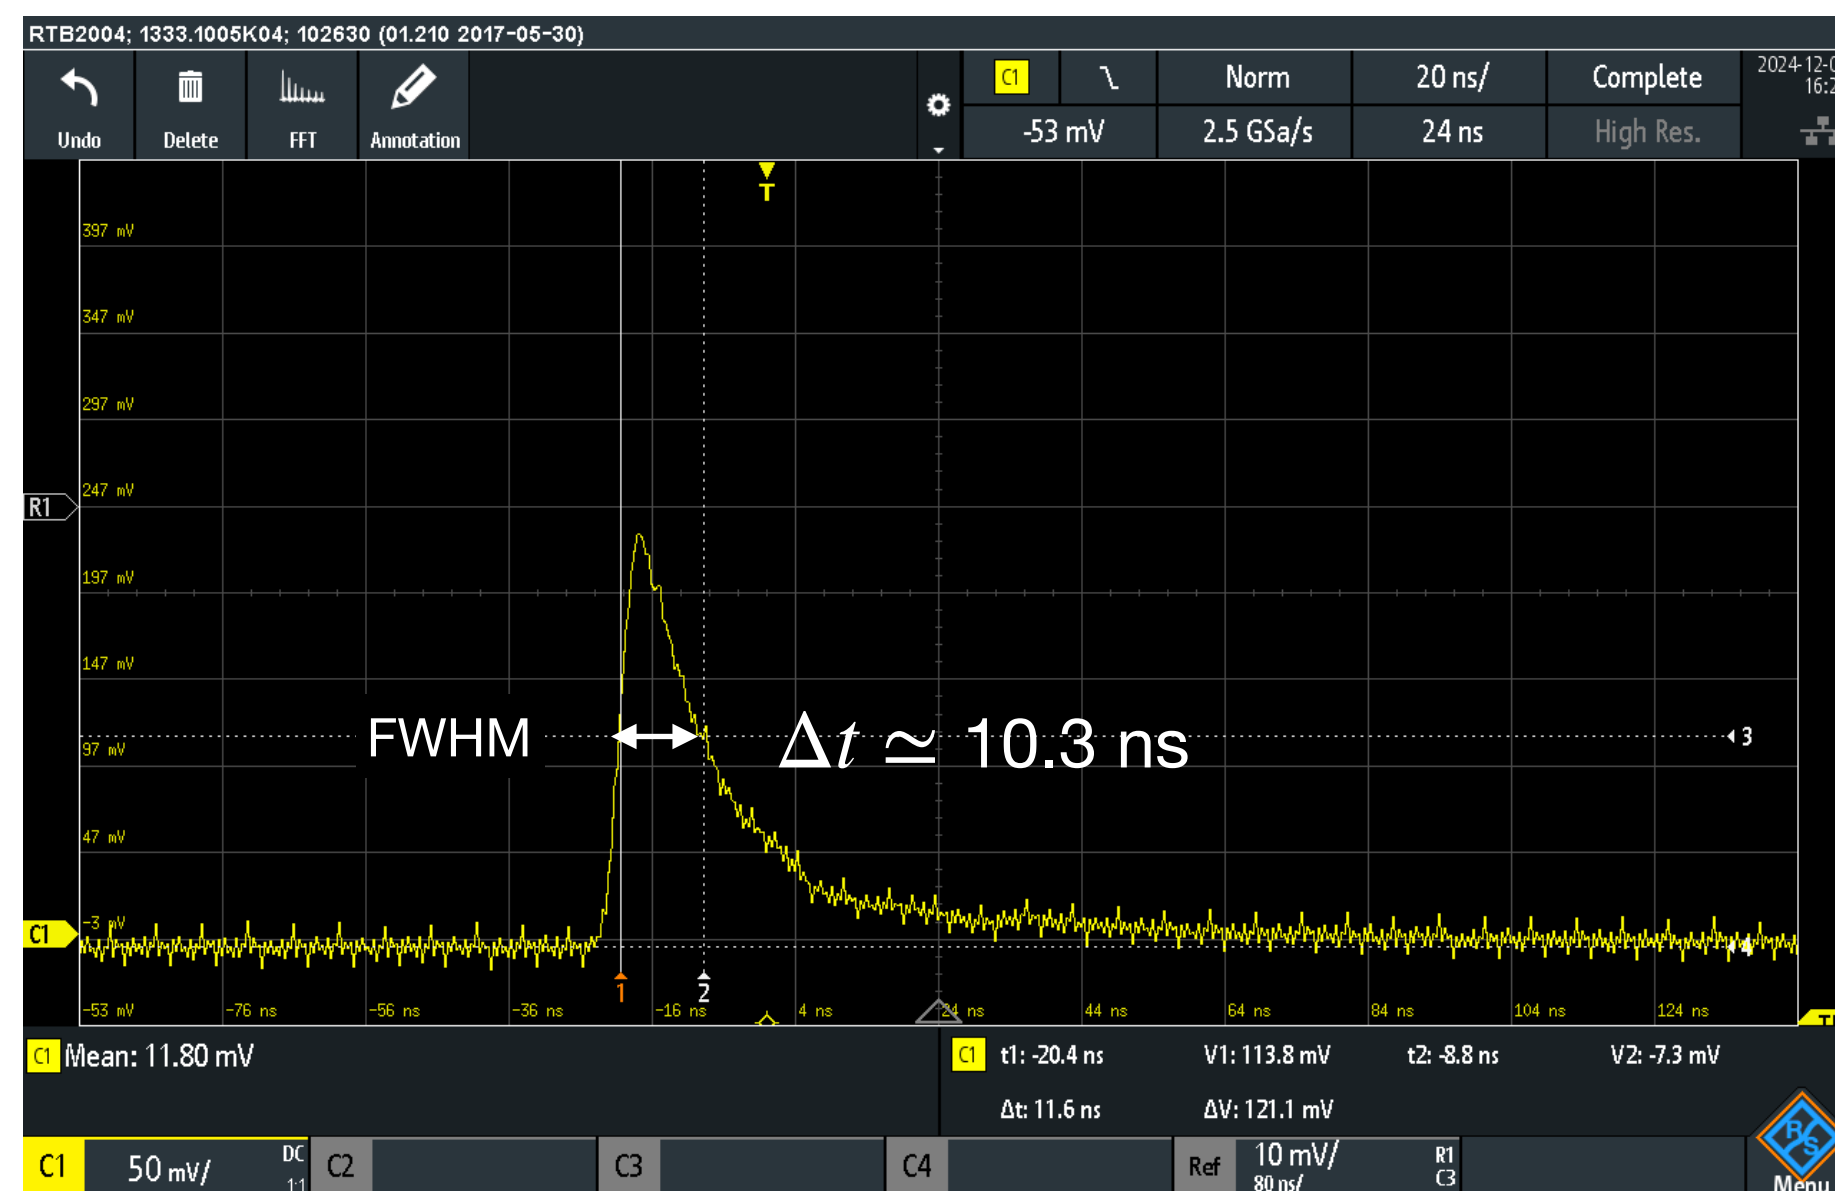 RTB2004; 1333.1005K04; 102630 (01.210 2017-05-30)
Undo Delete FFT Annotation
C1 Norm 20 ns/ Complete
-53 mV 2.5 GSa/s 24 ns High Res.
2024-12-0
16:2
T
397 mV
347 mV
297 mV
247 mV
R1
197 mV
147 mV
FWHM Δt ≃ 10.3 ns
3
97 mV
47 mV
-3 mV
C1
4
1 2
-53 mV -76 ns -56 ns -36 ns -16 ns 4 ns 24 ns 44 ns 64 ns 84 ns 104 ns 124 ns
C1 Mean: 11.80 mV
C1 t1: -20.4 ns V1: 113.8 mV t2: -8.8 ns V2: -7.3 mV
Δt: 11.6 ns ΔV: 121.1 mV
C1 50 mV/ DC 1:1 C2 C3 C4 Ref 10 mV/ 80 ns/ R1 C3
R&S
Menu